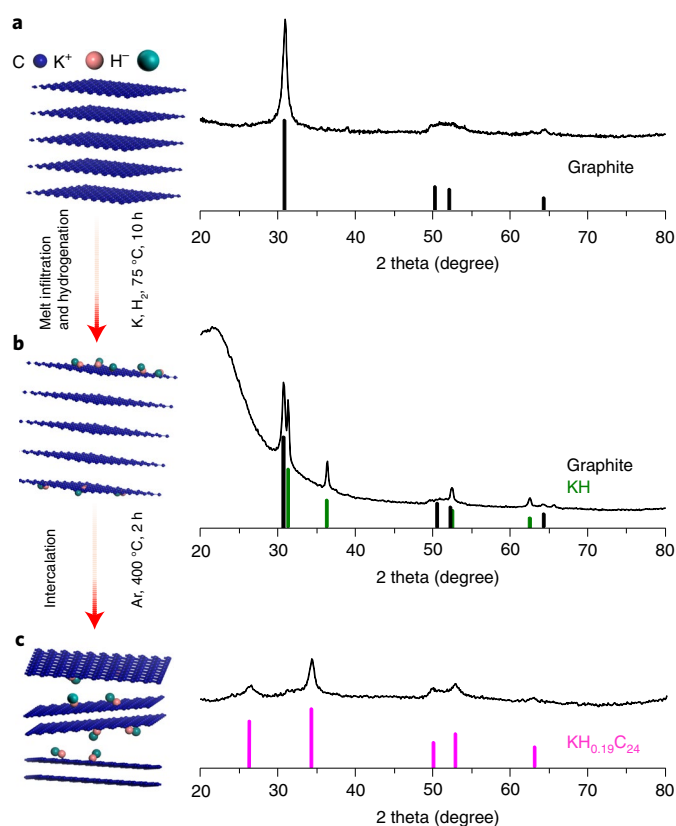 a
C K⁺ H⁻
Graphite
20 30 40 50 60 70 80
2 theta (degree)
Melt infiltration
and hydrogenation
K, H₂, 75 °C, 10 h
b
Graphite
KH
20 30 40 50 60 70 80
2 theta (degree)
Intercalation
Ar, 400 °C, 2 h
c
KH₀.₁₉C₂₄
20 30 40 50 60 70 80
2 theta (degree)